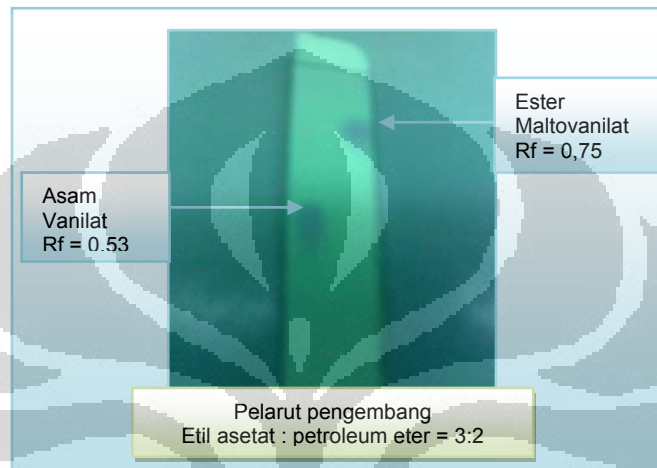 Ester
Maltovanilat
Rf = 0,75
Asam
Vanilat
Rf = 0.53
Pelarut pengembang
Etil asetat : petroleum eter = 3:2